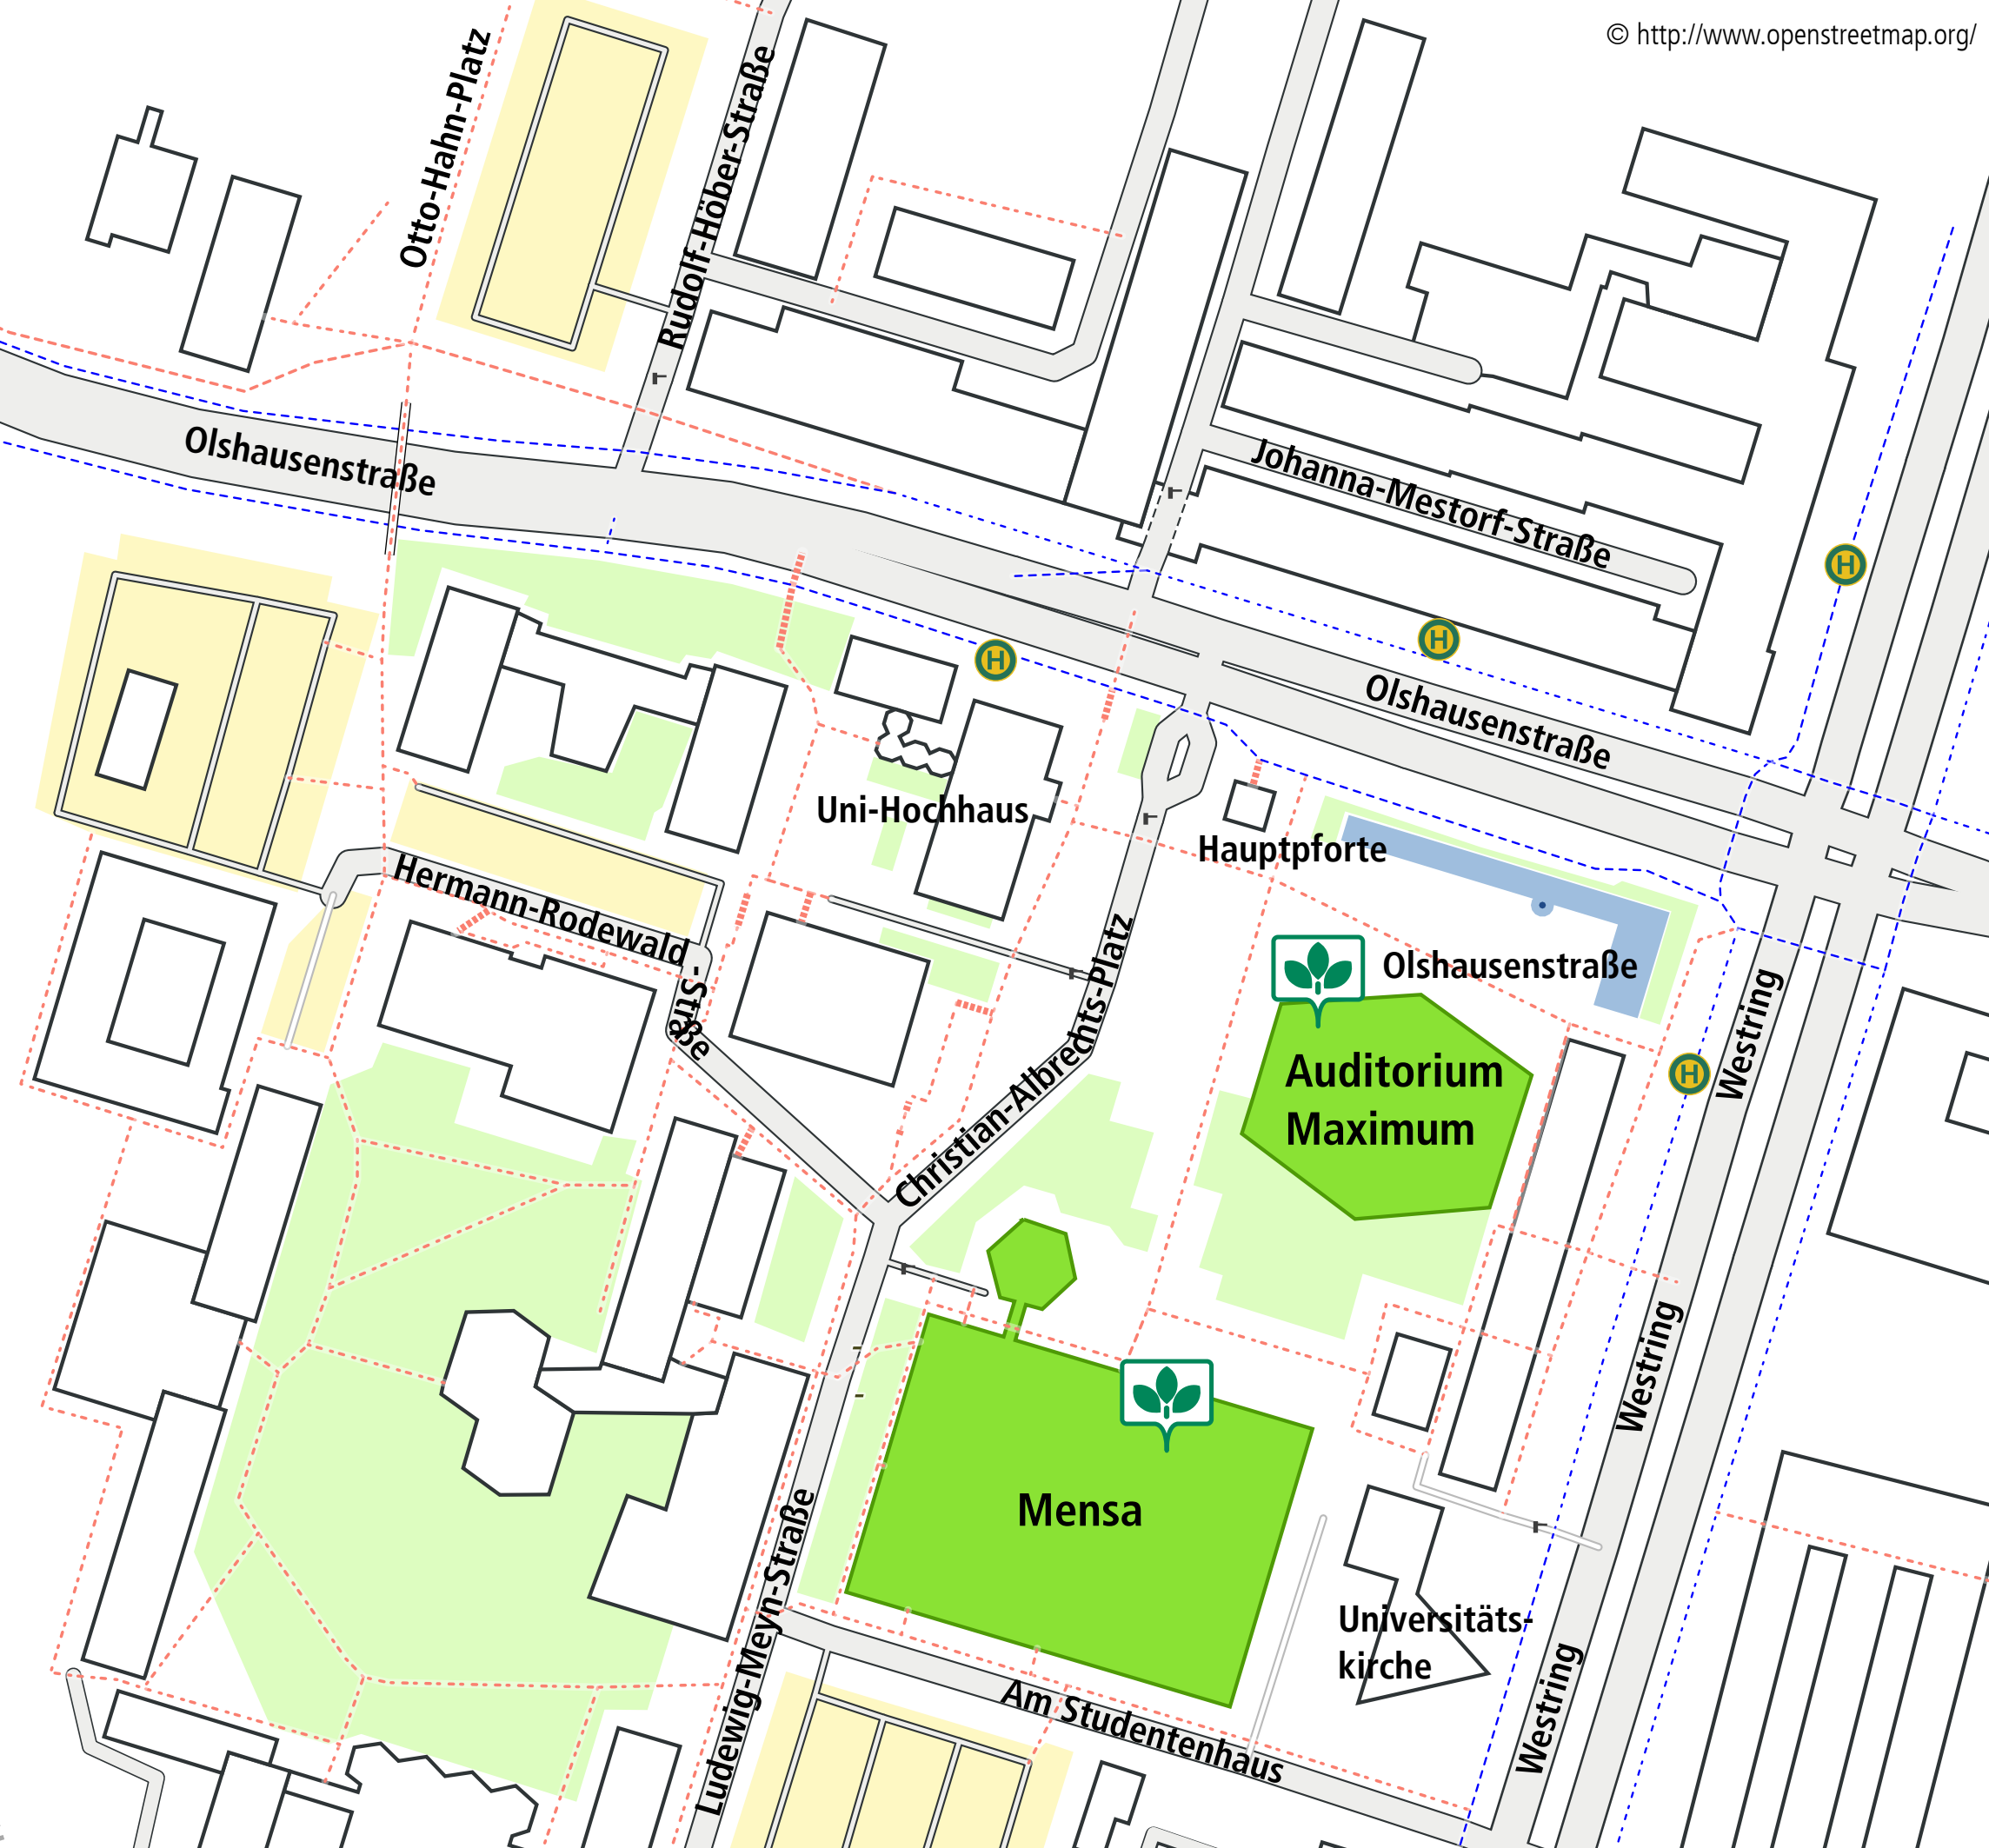 © http://www.openstreetmap.org/
Otto-Hahn-Platz
Rudolf-Höber-Straße
Olshausenstraße
Johanna-Mestorf-Straße
H
H
H
Olshausenstraße
Uni-Hochhaus
Hauptpforte
Hermann-Rodewald-Straße
Christian-Albrechts-Platz
Olshausenstraße
Westring
H
Auditorium
Maximum
Westring
Mensa
Ludewig-Meyn-Straße
Universitäts-
kirche
Am Studentenhaus
Westring